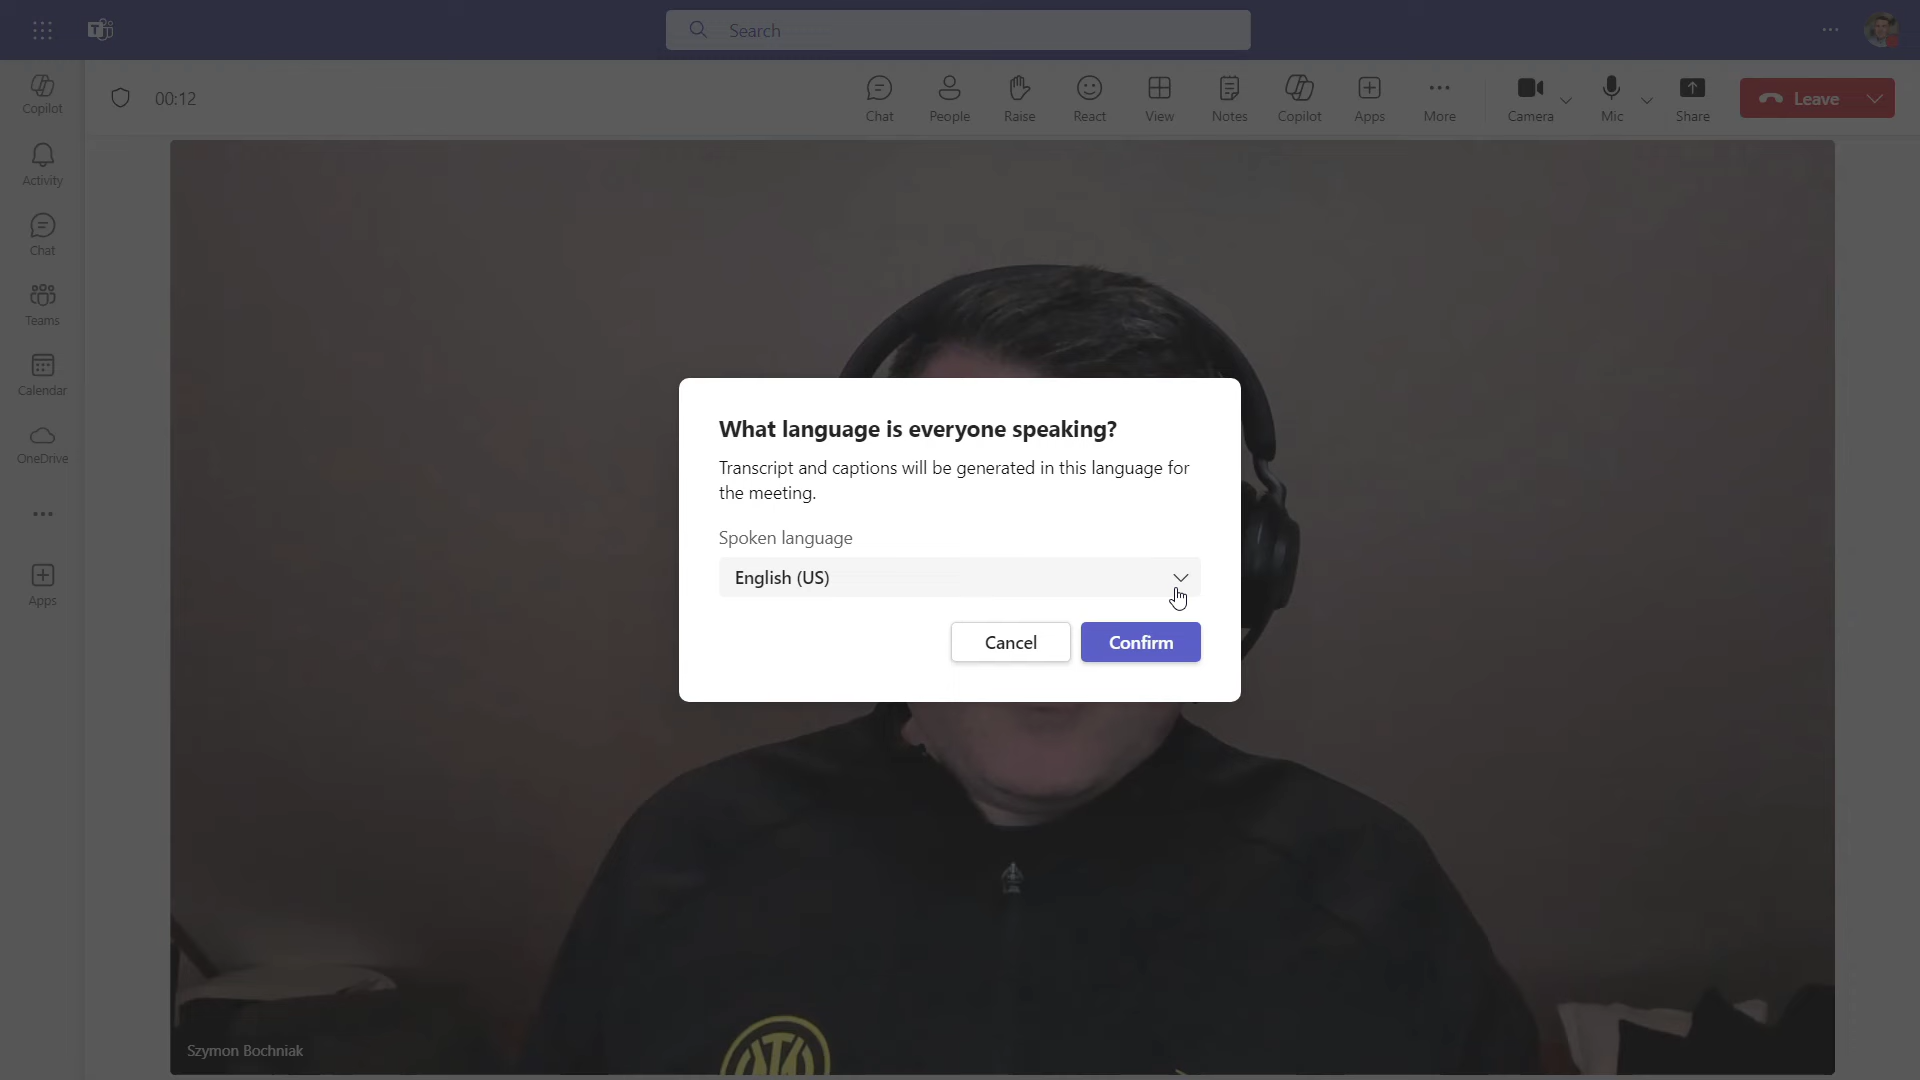 Search
Copilot
00:12
Chat
People
Raise
React
View
Notes
Copilot
Apps
More
Camera
Mic
Share
Leave
Activity
Chat
Teams
Calendar
OneDrive
Apps
What language is everyone speaking?
Transcript and captions will be generated in this language for
the meeting.
Spoken language
English (US)
Cancel
Confirm
Szymon Bochniak